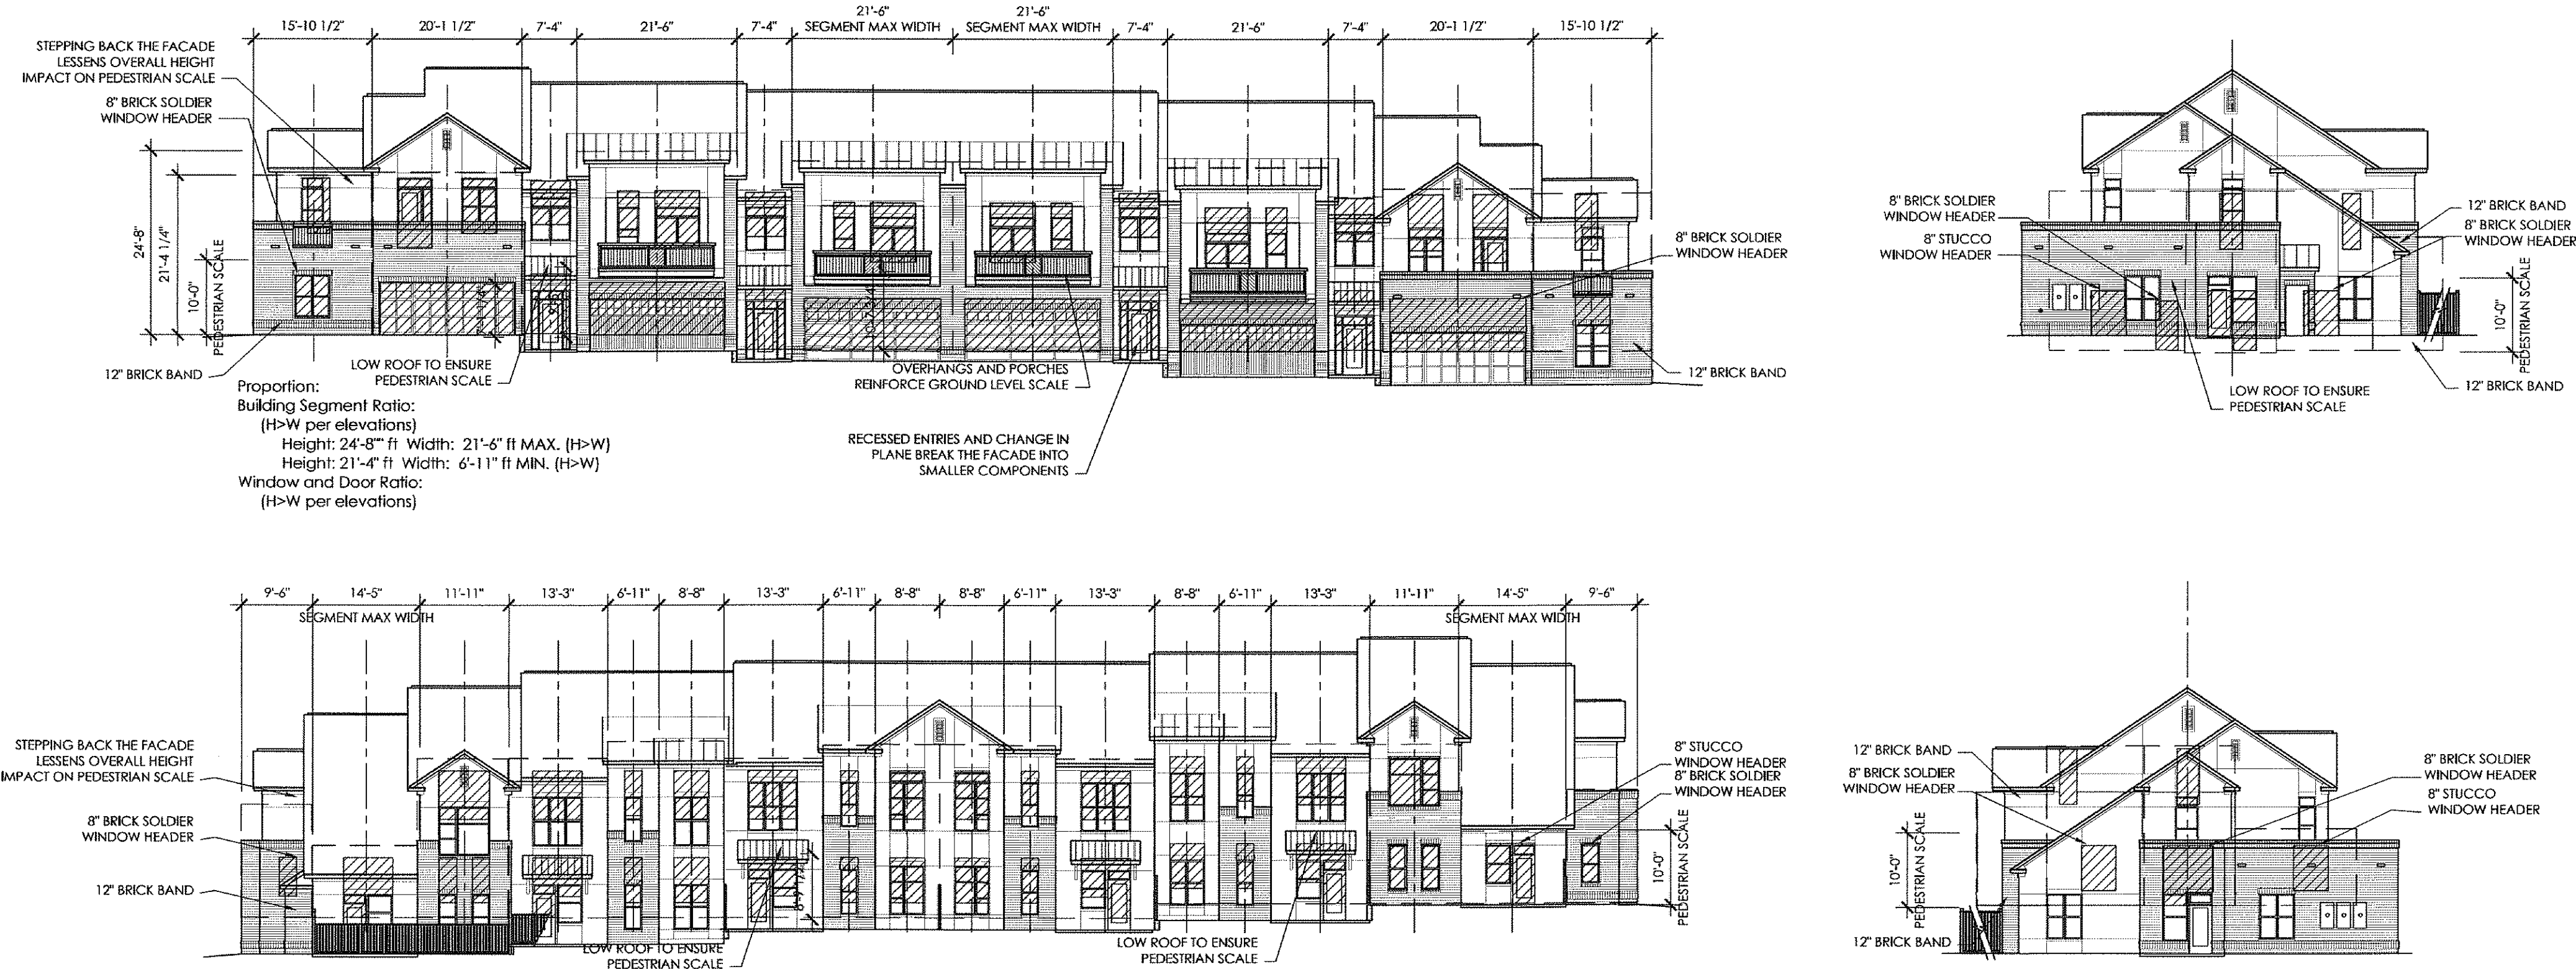 15'-10 1/2" 20'-1 1/2" 7'-4" 21'-6" 7'-4" 21'-6" 21'-6" 7'-4" 21'-6" 7'-4" 20'-1 1/2" 15'-10 1/2"
SEGMENT MAX WIDTH SEGMENT MAX WIDTH
STEPPING BACK THE FACADE
LESSENS OVERALL HEIGHT
IMPACT ON PEDESTRIAN SCALE
8" BRICK SOLDIER
WINDOW HEADER
24'-8"
21'-4 1/4"
10'-0"
PEDESTRIAN SCALE
12" BRICK BAND
LOW ROOF TO ENSURE
PEDESTRIAN SCALE
OVERHANGS AND PORCHES
REINFORCE GROUND LEVEL SCALE
RECESSED ENTRIES AND CHANGE IN
PLANE BREAK THE FACADE INTO
SMALLER COMPONENTS
8" BRICK SOLDIER
WINDOW HEADER
12" BRICK BAND
Proportion:
Building Segment Ratio:
(H>W per elevations)
Height: 24'-8"" ft Width: 21'-6" ft MAX. (H>W)
Height: 21'-4" ft Width: 6'-11" ft MIN. (H>W)
Window and Door Ratio:
(H>W per elevations)
8" BRICK SOLDIER
WINDOW HEADER
8" STUCCO
WINDOW HEADER
12" BRICK BAND
8" BRICK SOLDIER
WINDOW HEADER
10'-0"
PEDESTRIAN SCALE
12" BRICK BAND
LOW ROOF TO ENSURE
PEDESTRIAN SCALE
9'-6" 14'-5" 11'-11" 13'-3" 6'-11" 8'-8" 13'-3" 6'-11" 8'-8" 8'-8" 6'-11" 13'-3" 8'-8" 6'-11" 13'-3" 11'-11" 14'-5" 9'-6"
SEGMENT MAX WIDTH SEGMENT MAX WIDTH
STEPPING BACK THE FACADE
LESSENS OVERALL HEIGHT
IMPACT ON PEDESTRIAN SCALE
8" BRICK SOLDIER
WINDOW HEADER
12" BRICK BAND
LOW ROOF TO ENSURE
PEDESTRIAN SCALE
LOW ROOF TO ENSURE
PEDESTRIAN SCALE
8" STUCCO
WINDOW HEADER
8" BRICK SOLDIER
WINDOW HEADER
10'-0"
PEDESTRIAN SCALE
12" BRICK BAND
8" BRICK SOLDIER
WINDOW HEADER
10'-0"
PEDESTRIAN SCALE
12" BRICK BAND
8" BRICK SOLDIER
WINDOW HEADER
8" STUCCO
WINDOW HEADER